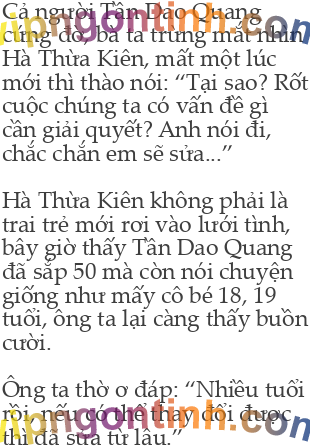 Cả người Tần Dao Quang
cứng đờ, bà ta trừng mắt nhìn
Hà Thừa Kiên, mất một lúc
mới thì thào nói: “Tại sao? Rốt
cuộc chúng ta có vấn đề gì
cần giải quyết? Anh nói đi,
chắc chắn em sẽ sửa...”
Hà Thừa Kiên không phải là
trai trẻ mới rơi vào lưới tình,
bây giờ thấy Tần Dao Quang
đã sắp 50 mà còn nói chuyện
giống như mấy cô bé 18, 19
tuổi, ông ta lại càng thấy buồn
cười.
Ông ta thờ ơ đáp: “Nhiều tuổi
rồi, nếu có thể thay đổi được
thì đã sửa từ lâu.”
vipngontinh.com
vipngontinh.com